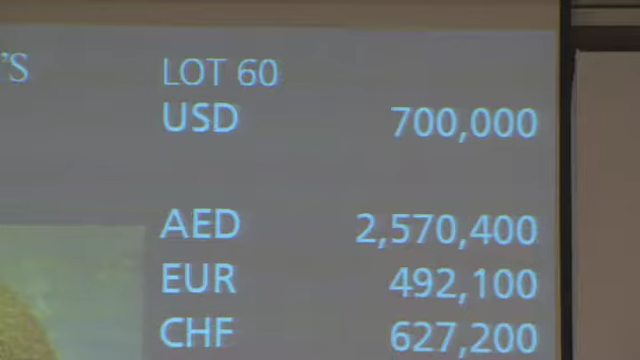 'S
LOT 60
USD 700,000
AED 2,570,400
EUR 492,100
CHF 627,200